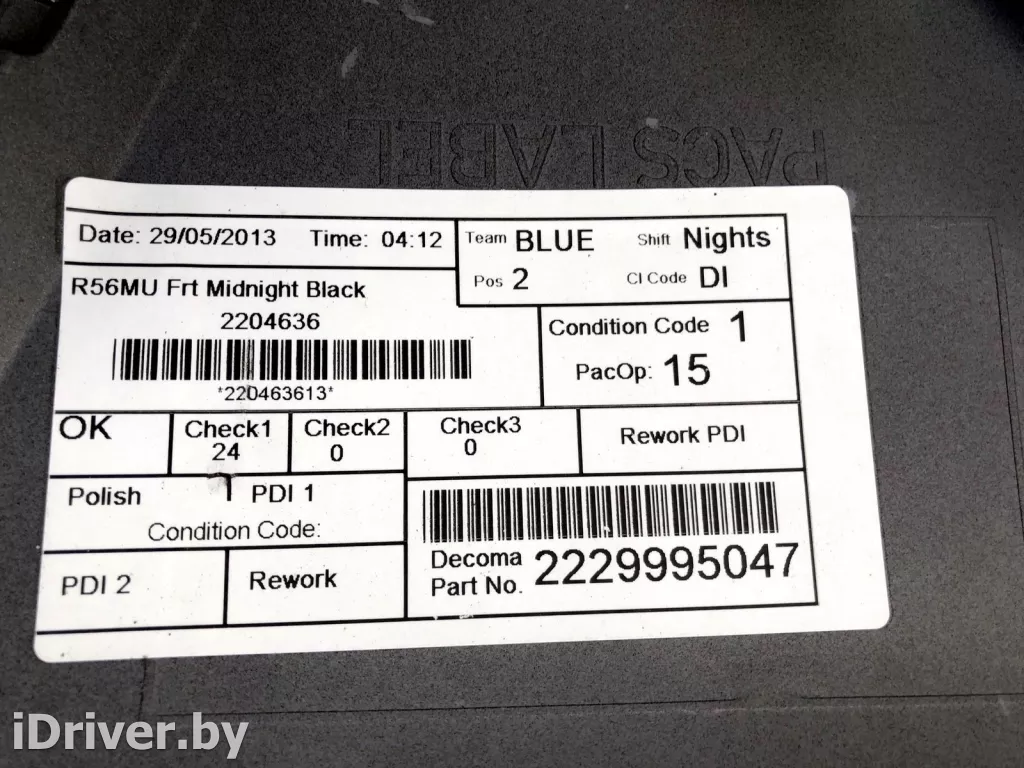 PACS LABEL
Date: 29/05/2013 Time: 04:12
Team BLUE Shift Nights
Pos 2 CI Code DI
R56MU Frt Midnight Black
2204636
*220463613*
Condition Code 1
PacOp: 15
OK
Check1
24
Check2
0
Check3
0
Rework PDI
Polish PDI 1
Condition Code:
PDI 2
Rework
Decoma
Part No. 2229995047
iDriver.by